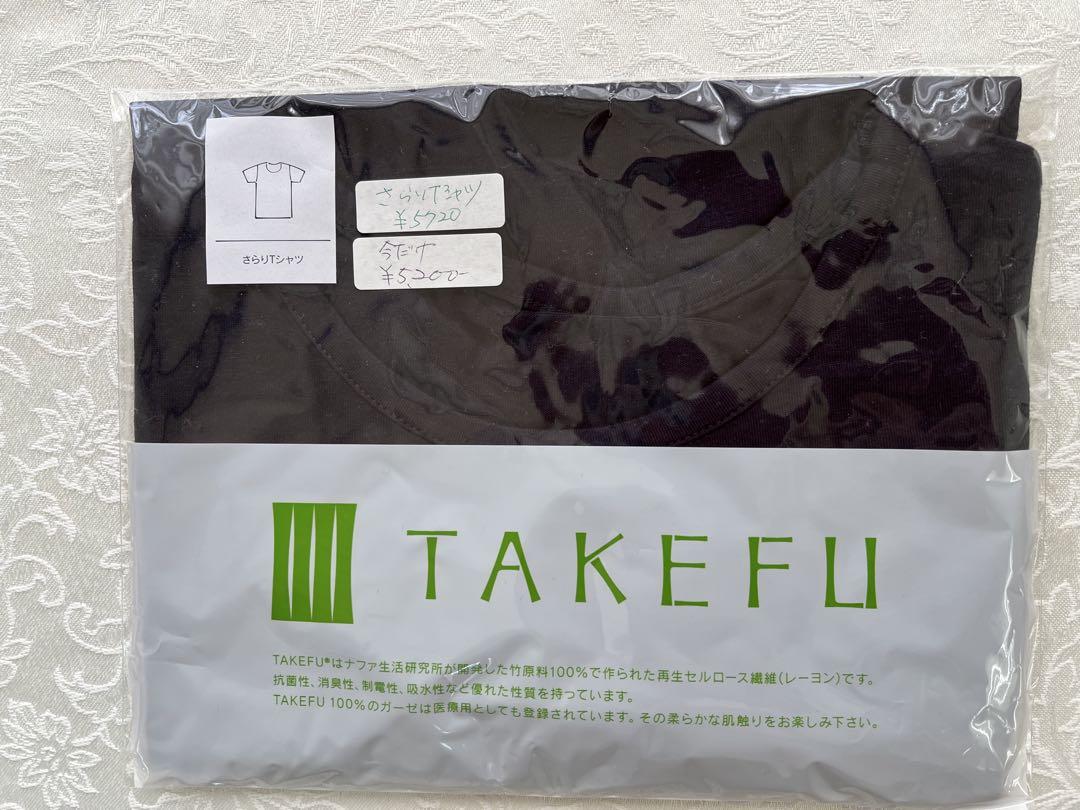 さらりTシャツ
さらりTシャツ
¥5720
今だけ
¥5,200-
TAKEFU
TAKEFU®はナファ生活研究所が開発した竹原料100%で作られた再生セルロース繊維(レーヨン)です。
抗菌性、消臭性、制電性、吸水性など優れた性質を持っています。
TAKEFU 100%のガーゼは医療用としても登録されています。その柔らかな肌触りをお楽しみ下さい。